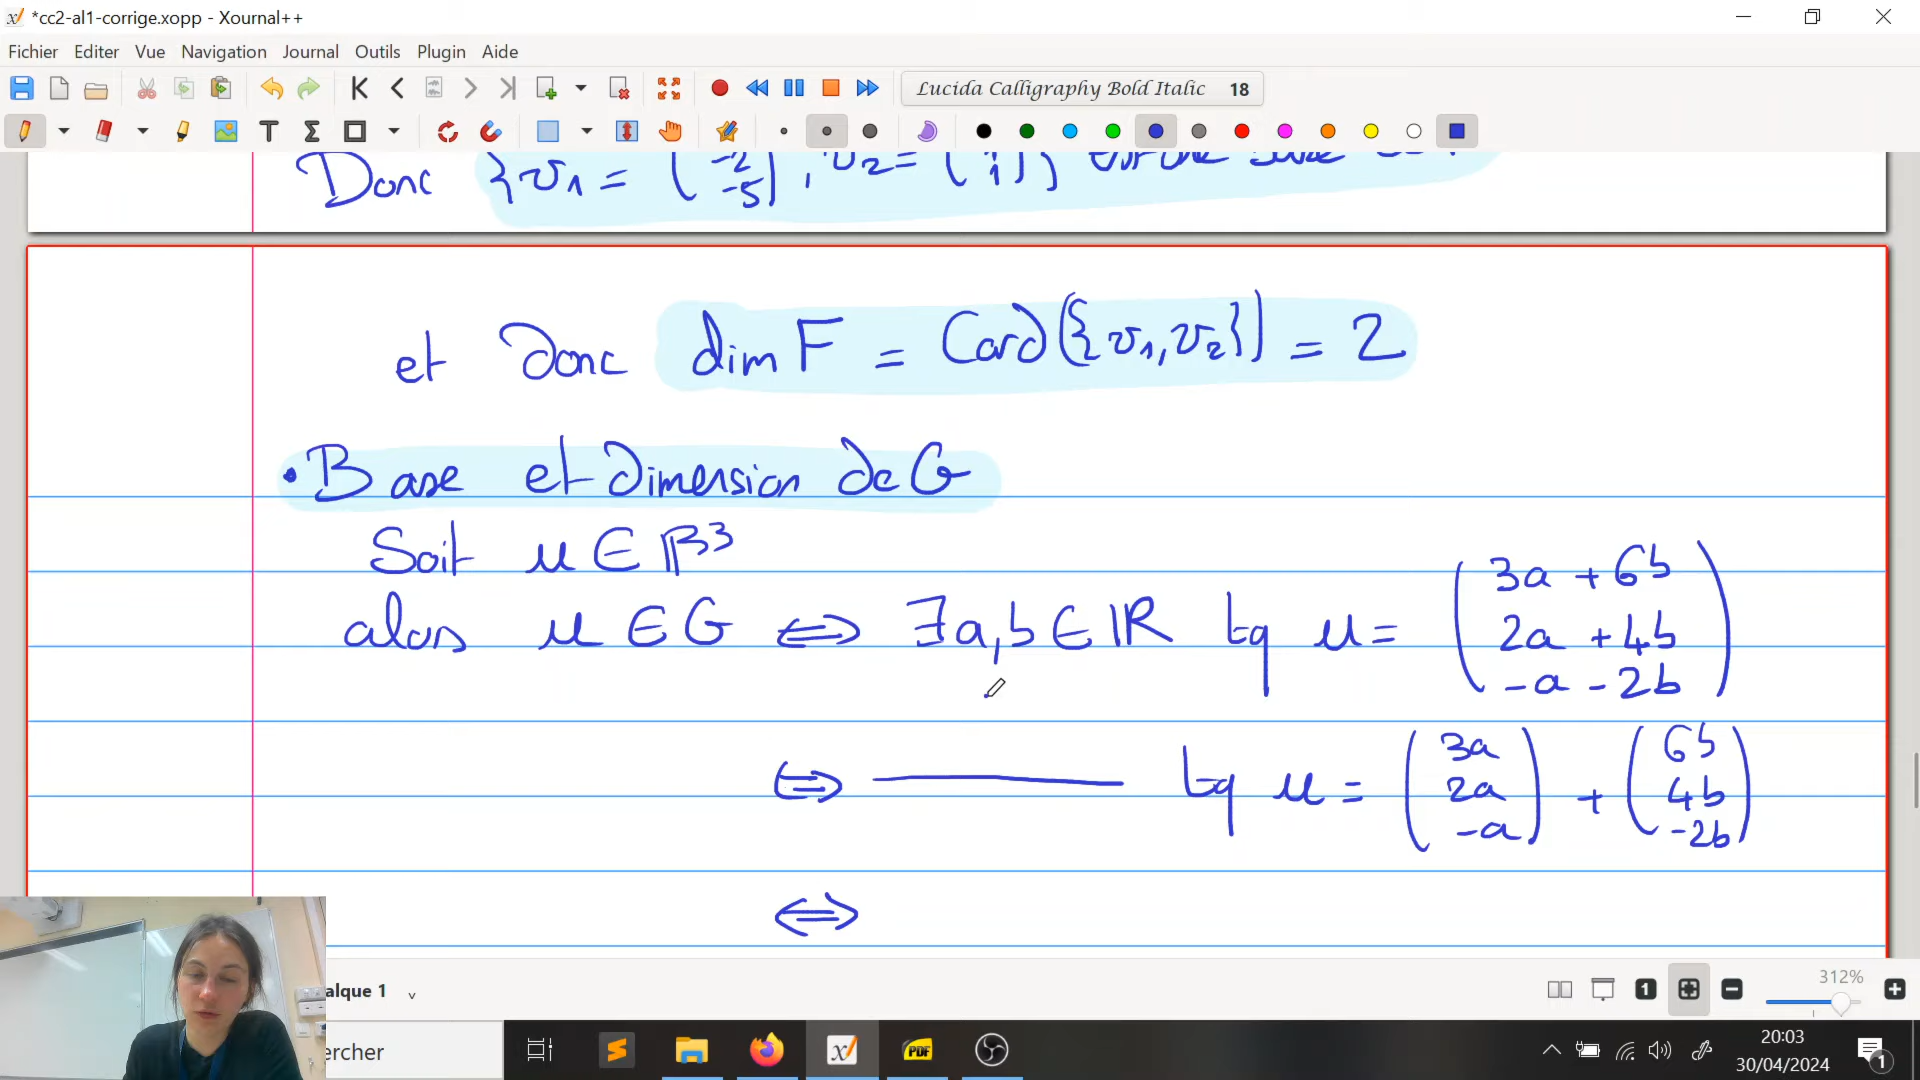 *cc2-al1-corrige.xopp - Xournal++
Fichier Editer Vue Navigation Journal Outils Plugin Aide
Lucida Calligraphy Bold Italic 18
Donc {v1 = (-2 -5), v2 = (1 1)}
et donc dim F = Card({v1, v2}) = 2
• Base et dimension de G
Soit u ∈ R³
alors u ∈ G ⇔ ∃a,b ∈ ℝ tq u = (3a + 6b
2a + 4b
-a - 2b)
⇔ ——— tq u = (3a 2a -a) + (6b 4b -2b)
⇔
alque 1
312%
ercher
PDF
20:03
30/04/2024
1